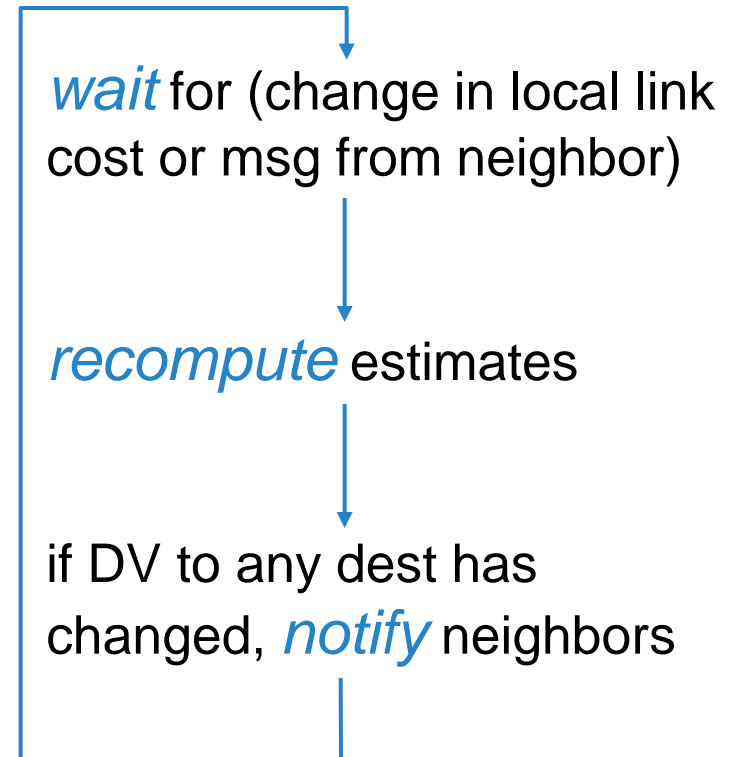 wait for (change in local link
cost or msg from neighbor)
recompute estimates
if DV to any dest has
changed, notify neighbors